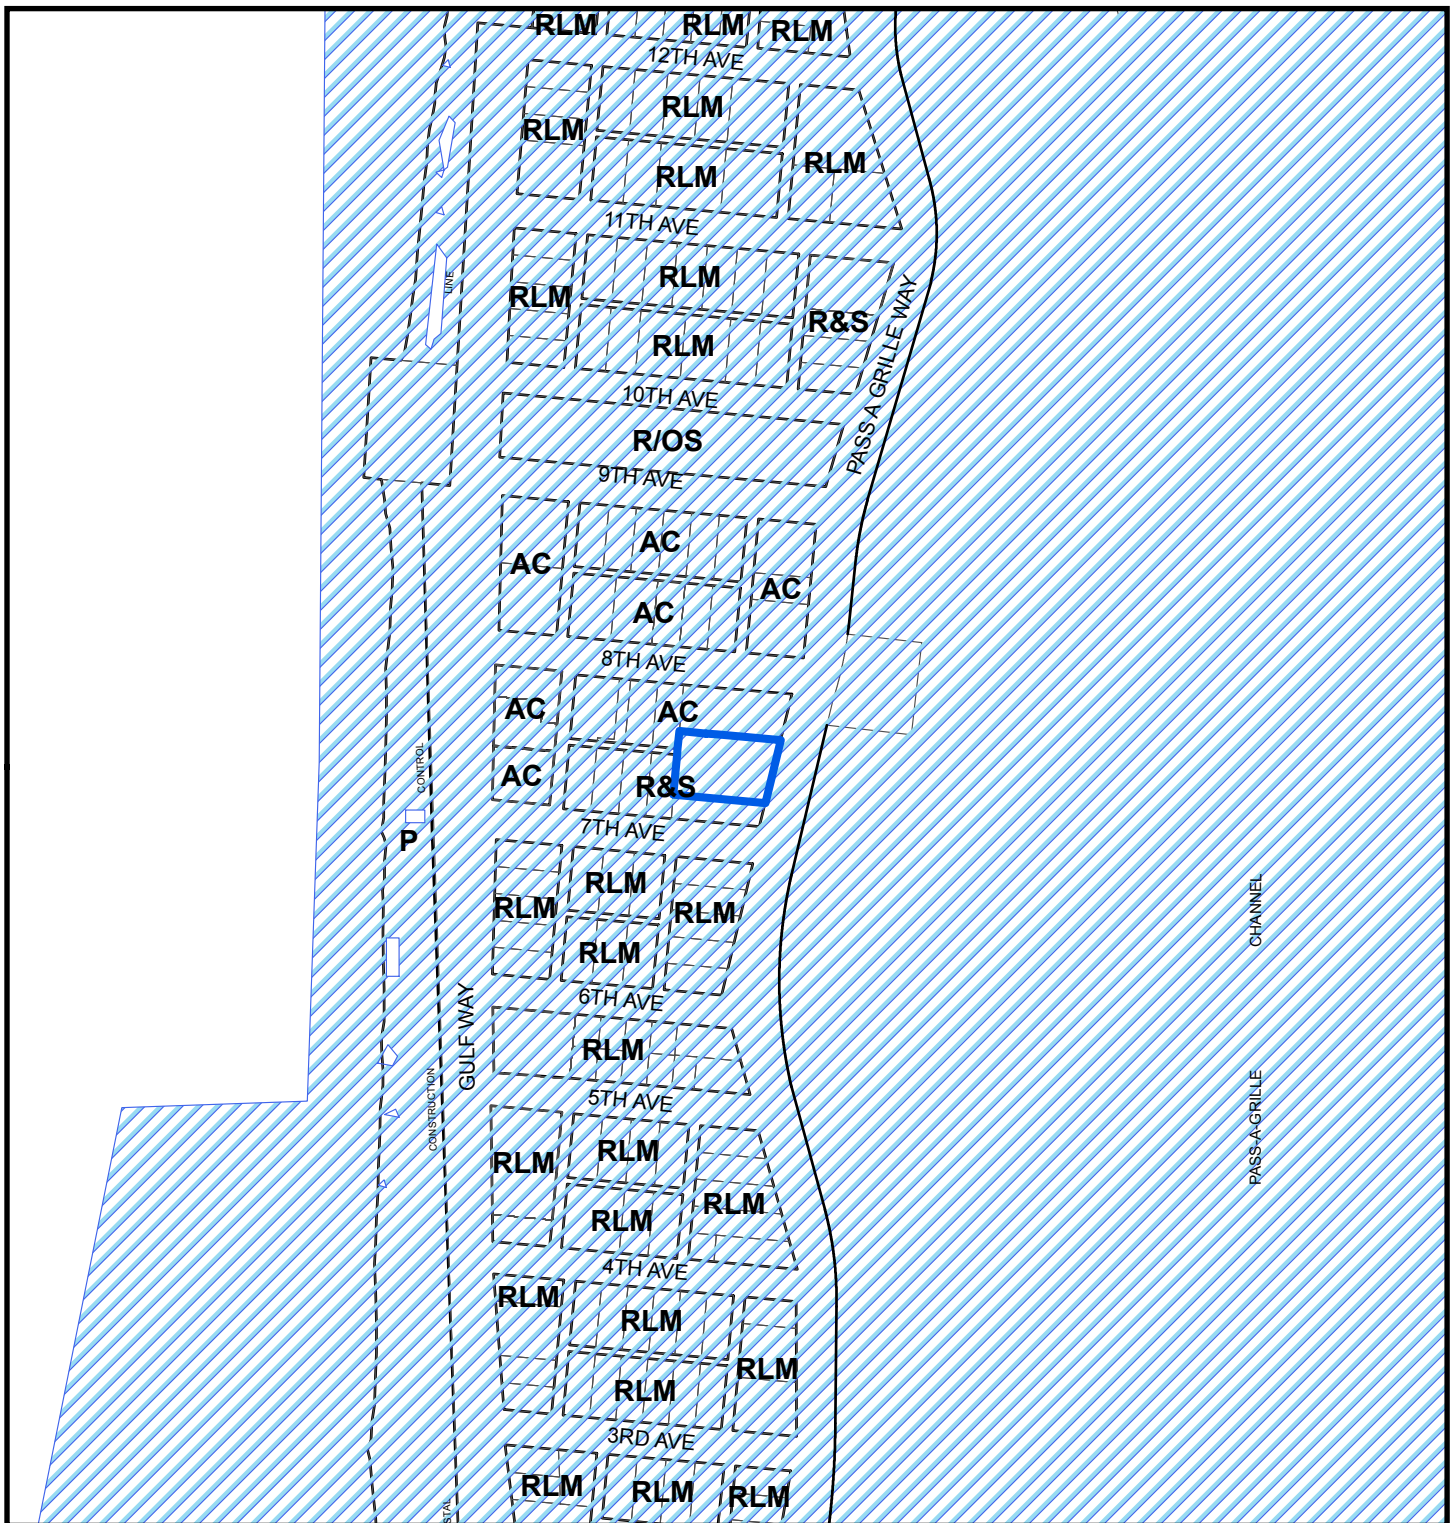 RLM
RLM
RLM
12TH AVE
RLM
RLM
RLM
RLM
11TH AVE
RLM
LINE
RLM
R&S
RLM
PASS A GRILLE WAY
10TH AVE
R/OS
9TH AVE
AC
AC
AC
AC
8TH AVE
AC
AC
CONTROL
AC
R&S
7TH AVE
P
RLM
RLM
RLM
CHANNEL
RLM
6TH AVE
GULF WAY
RLM
5TH AVE
CONSTRUCTION
PASS-A-GRILLE
RLM
RLM
RLM
RLM
4TH AVE
RLM
RLM
RLM
RLM
3RD AVE
RLM
RLM
RLM
STAL